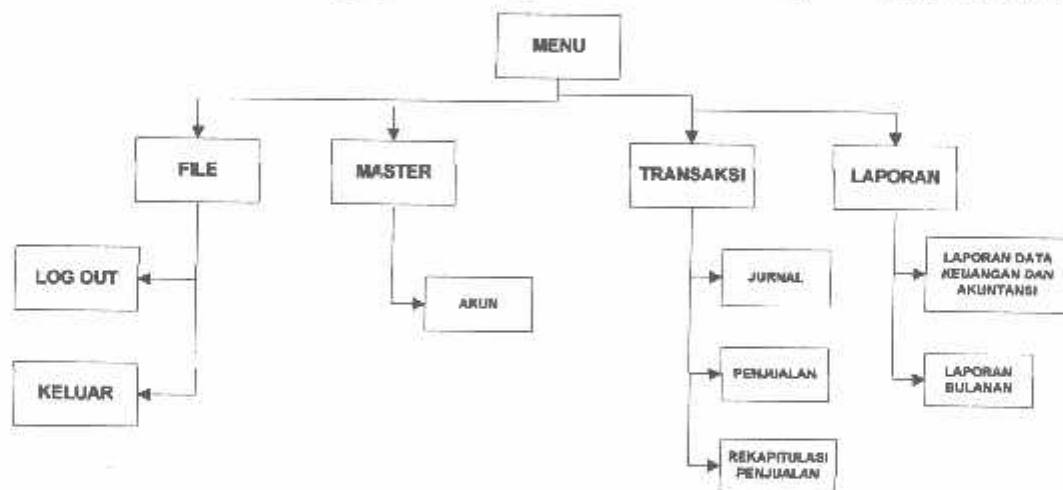 MENU
FILE
MASTER
TRANSAKSI
LAPORAN
LOG OUT
KELUAR
AKUN
JURNAL
PENJUALAN
REKAPITULASI
PENJUALAN
LAPORAN DATA
KEUANGAN DAN
AKUNTANSI
LAPORAN
BULANAN